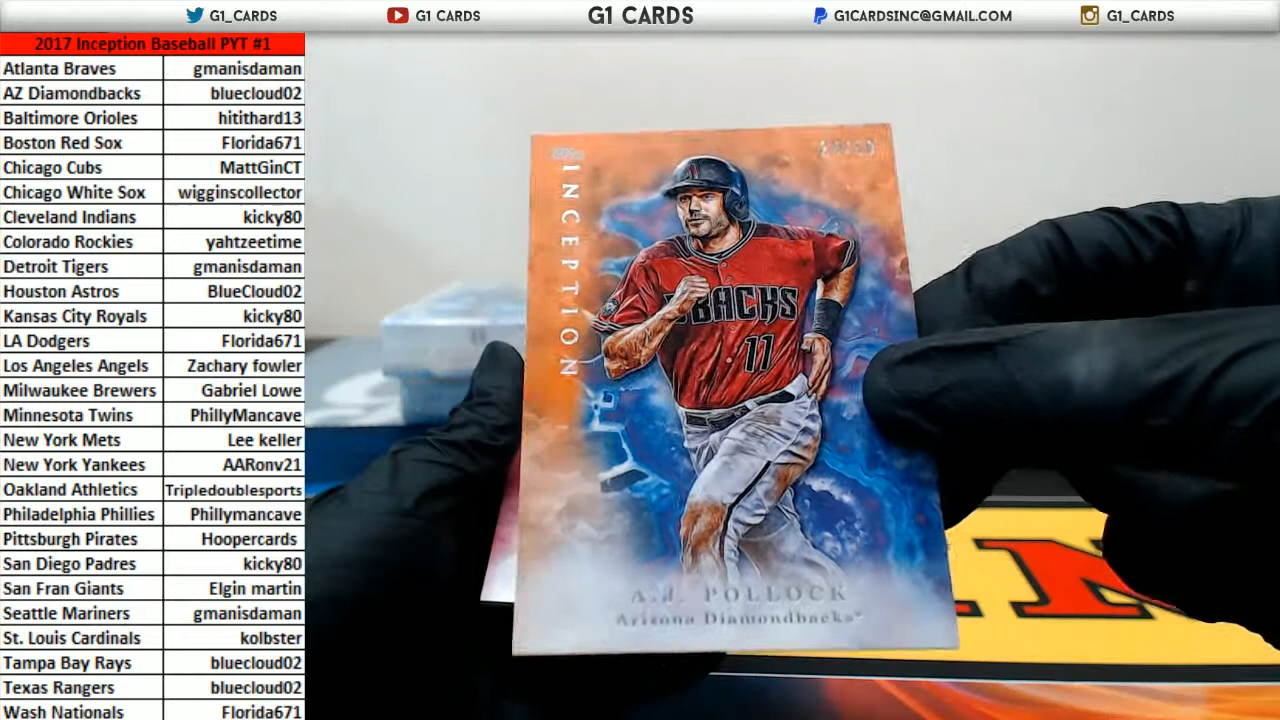 G1_CARDS
G1 CARDS
G1 CARDS
G1CARDSINC@GMAIL.COM
G1_CARDS
2017 Inception Baseball PYT #1
Atlanta Braves gmanisdaman
AZ Diamondbacks bluecloud02
Baltimore Orioles hitithard13
Boston Red Sox Florida671
Chicago Cubs MattGinCT
Chicago White Sox wigginscollector
Cleveland Indians kicky80
Colorado Rockies yahtzeetime
Detroit Tigers gmanisdaman
Houston Astros BlueCloud02
Kansas City Royals kicky80
LA Dodgers Florida671
Los Angeles Angels Zachary fowler
Milwaukee Brewers Gabriel Lowe
Minnesota Twins PhillyMancave
New York Mets Lee keller
New York Yankees AARonv21
Oakland Athletics Tripledoublesports
Philadelphia Phillies Phillymancave
Pittsburgh Pirates Hoopercards
San Diego Padres kicky80
San Fran Giants Elgin martin
Seattle Mariners gmanisdaman
St. Louis Cardinals kolbster
Tampa Bay Rays bluecloud02
Texas Rangers bluecloud02
Wash Nationals Florida671
INCEPTION
DBACKS
11
A.J. POLLOCK
Arizona Diamondbacks